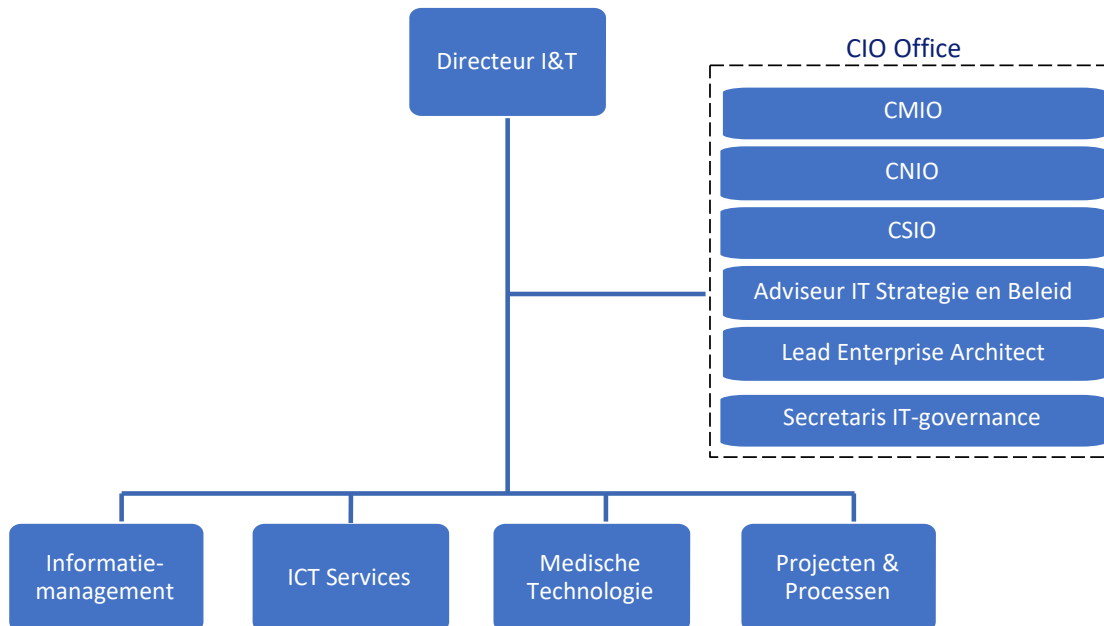 Directeur I&T
CIO Office
CMIO
CNIO
CSIO
Adviseur IT Strategie en Beleid
Lead Enterprise Architect
Secretaris IT-governance
Informatie-
management
ICT Services
Medische
Technologie
Projecten &
Processen